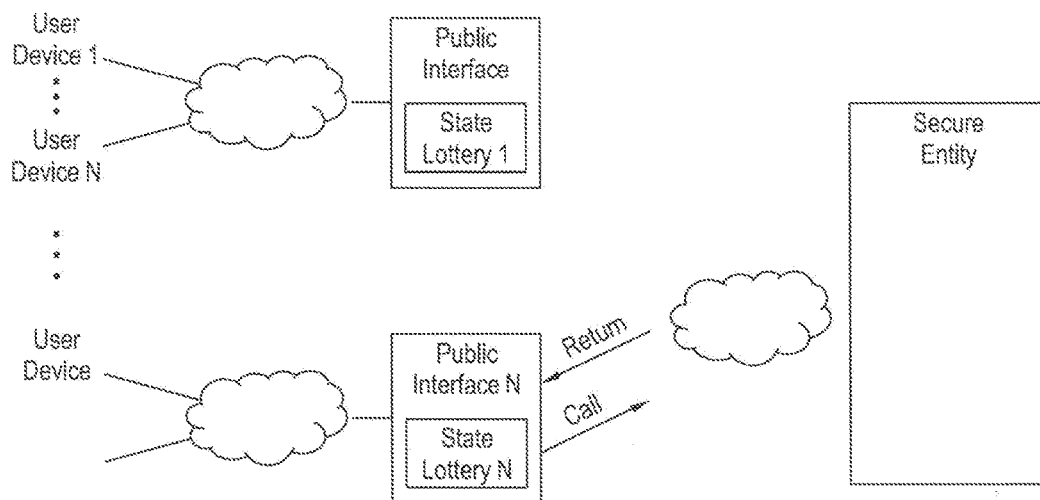 User
Device 1
User
Device N
Public
Interface
State
Lottery 1
Secure
Entity
User
Device
Public
Interface N
State
Lottery N
Return
Call